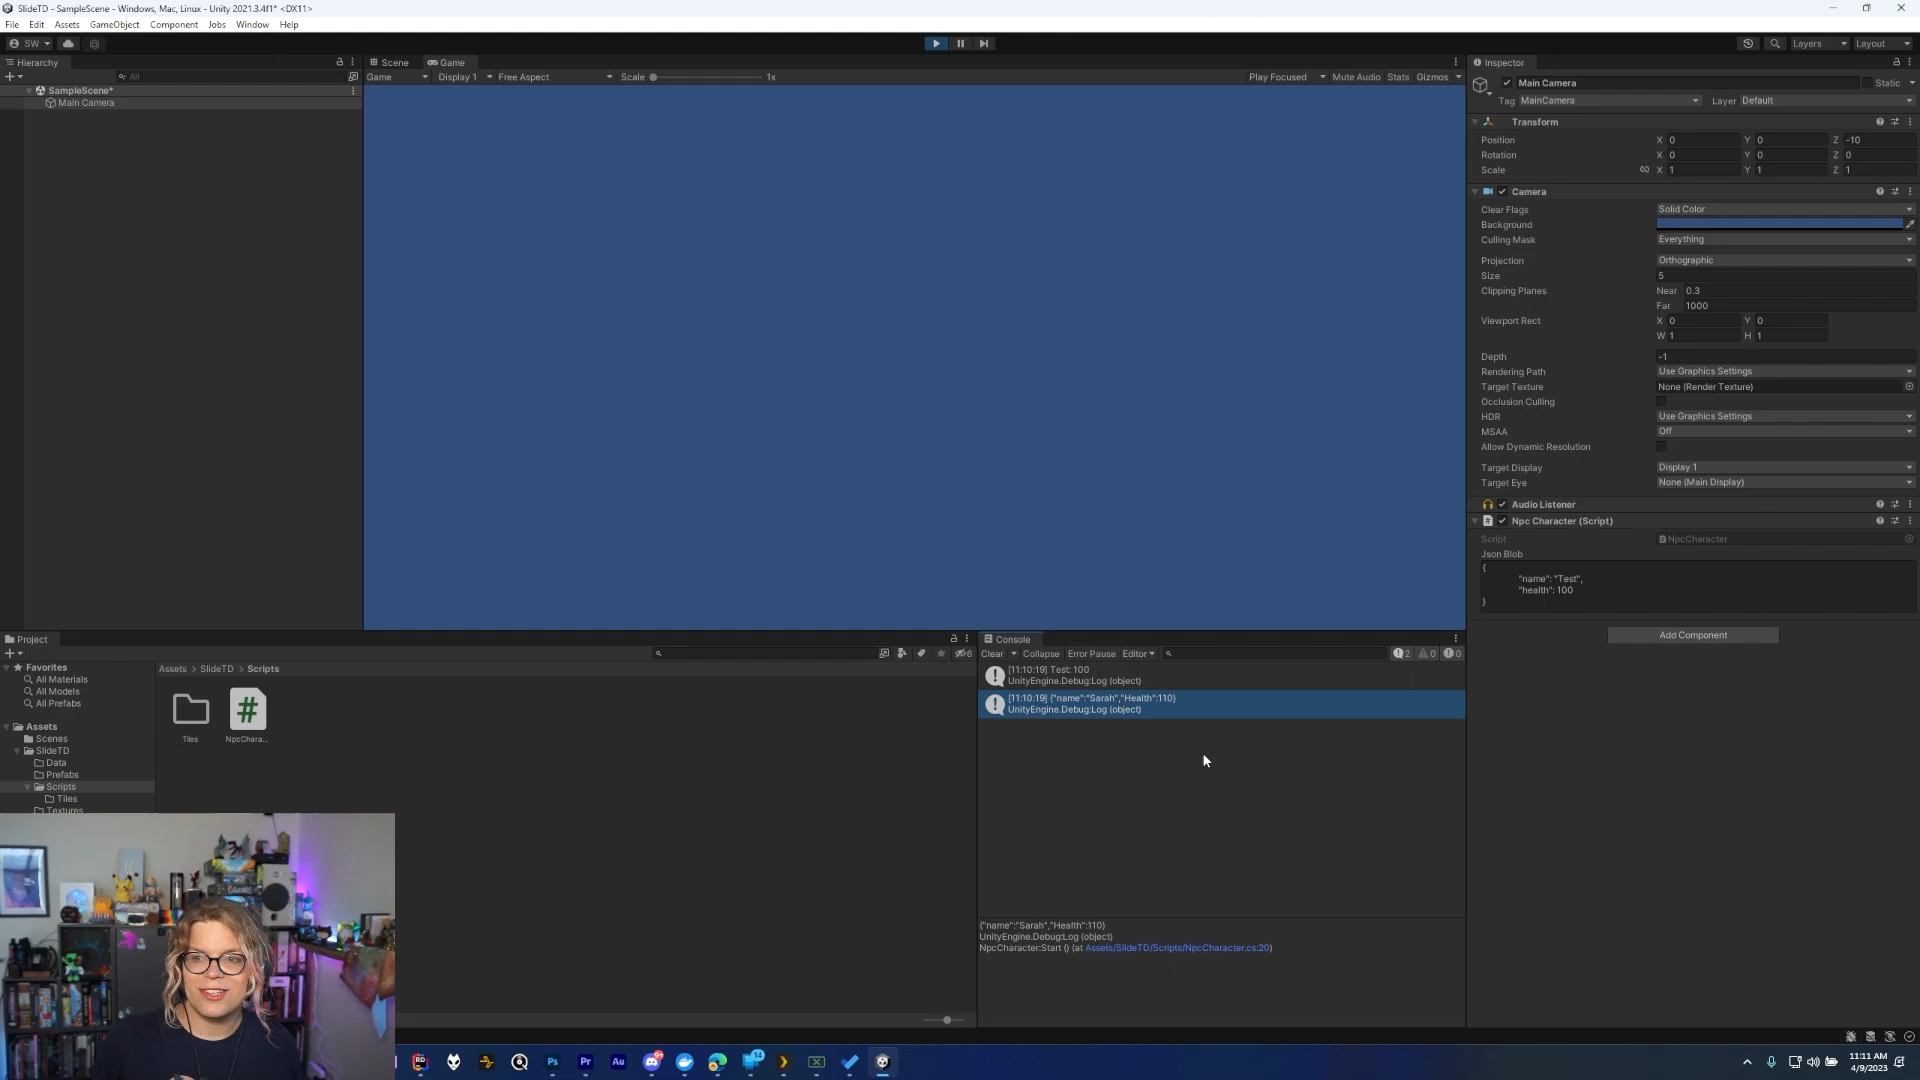 SlideTD - SampleScene - Windows, Mac, Linux - Unity 2021.3.4f1* <DX11>
File Edit Assets GameObject Component Jobs Window Help
SW Layers Layout
Hierarchy Scene Game Inspector
All Game Display 1 Free Aspect Scale 1x Play Focused Mute Audio Stats Gizmos
Main Camera Static
SampleScene*
Main Camera
Tag MainCamera Layer Default
Transform
Position X 0 Y 0 Z -10
Rotation X 0 Y 0 Z 0
Scale X 1 Y 1 Z 1
Camera
Clear Flags Solid Color
Background
Culling Mask Everything
Projection Orthographic
Size 5
Clipping Planes Near 0.3
Far 1000
Viewport Rect X 0 Y 0
W 1 H 1
Depth -1
Rendering Path Use Graphics Settings
Target Texture None (Render Texture)
Occlusion Culling
HDR Use Graphics Settings
MSAA Off
Allow Dynamic Resolution
Target Display Display 1
Target Eye None (Main Display)
Audio Listener
# Npc Character (Script)
Script NpcCharacter
Json Blob
{
"name": "Test",
"health": 100
}
Add Component
Project
6
Favorites
All Materials
All Models
All Prefabs
Assets
Scenes
SlideTD
Data
Prefabs
Scripts
Tiles
Textures
Assets > SlideTD > Scripts
#
Tiles NpcChara...
Console
Clear Collapse Error Pause Editor 2 0 0
[11:10:19] Test: 100
UnityEngine.Debug:Log (object)
[11:10:19] {"name":"Sarah","Health":110}
UnityEngine.Debug:Log (object)
{"name":"Sarah","Health":110}
UnityEngine.Debug:Log (object)
NpcCharacter:Start () (at Assets/SlideTD/Scripts/NpcCharacter.cs:20)
RD Ps Pr Au 14
11:11 AM
4/9/2023